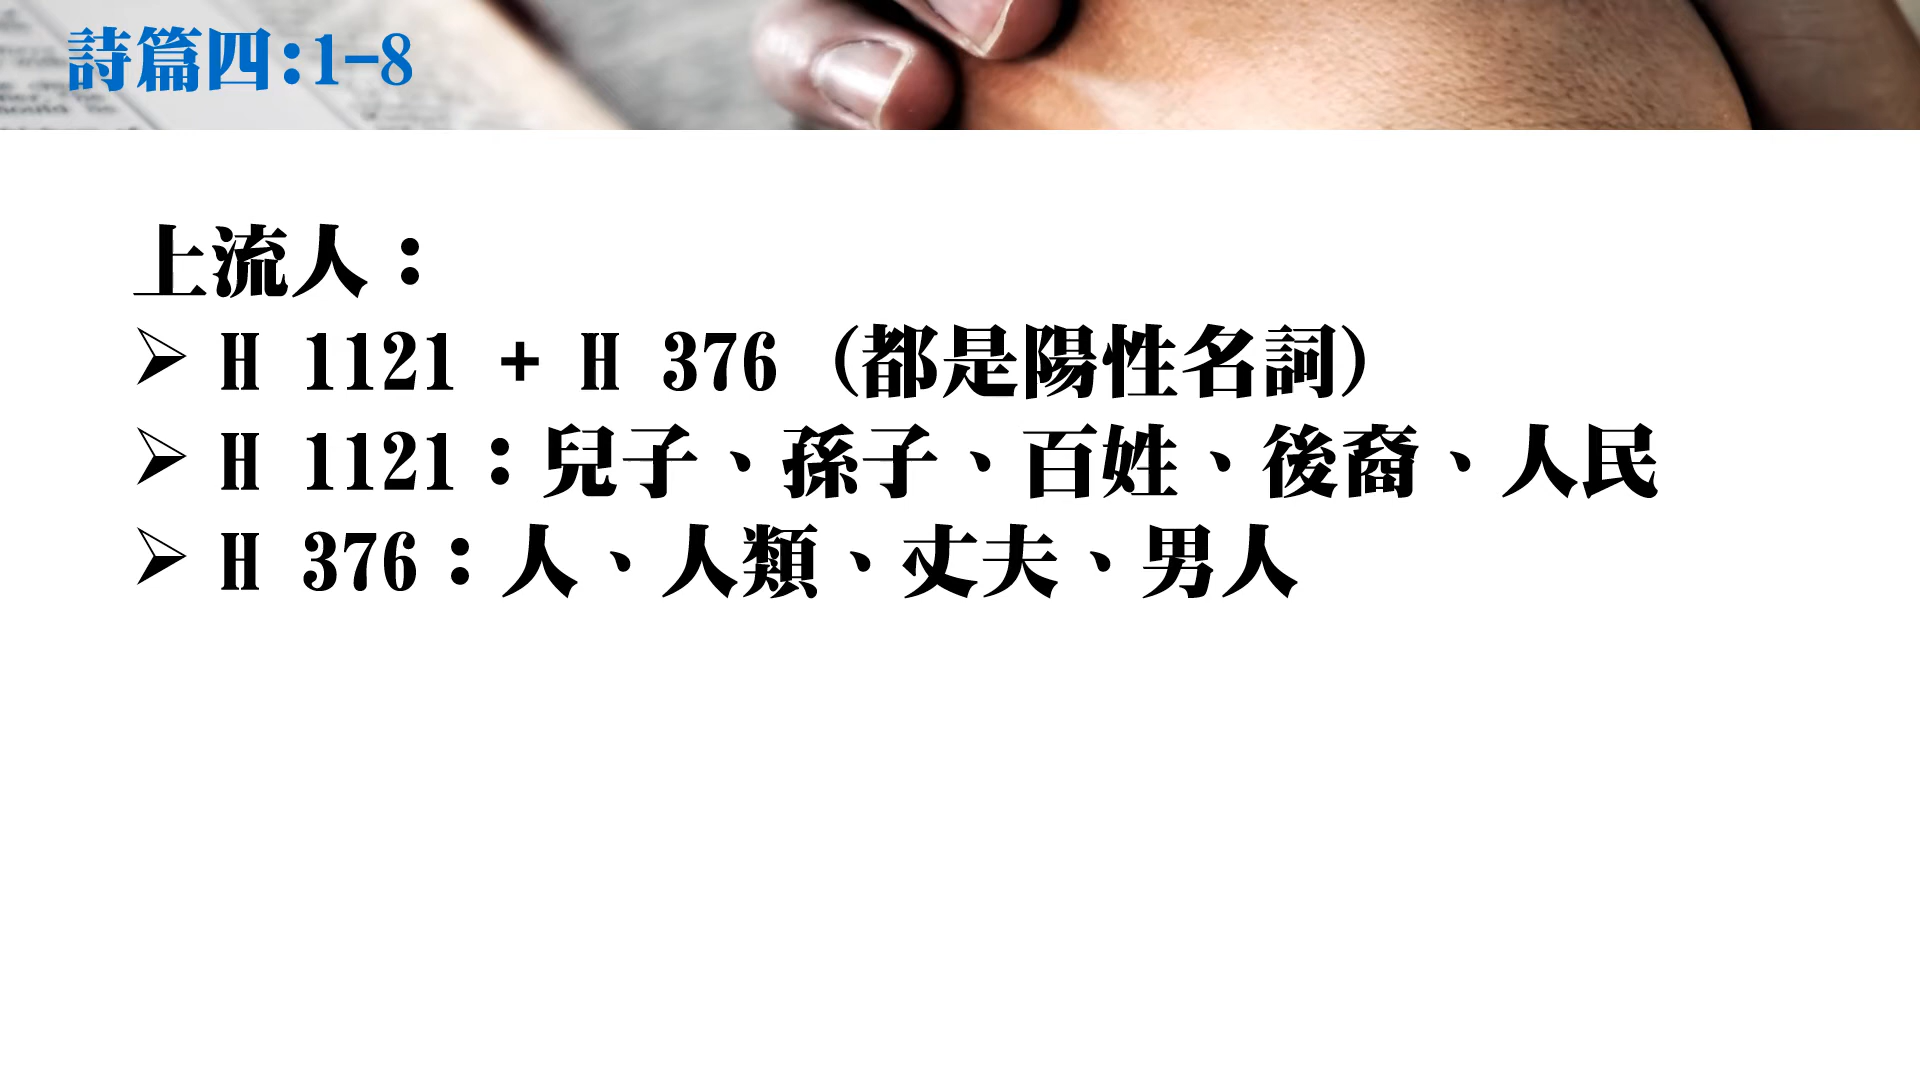 詩篇四:1-8
上流人：
➢ H 1121 + H 376 (都是陽性名詞)
➢ H 1121：兒子、孫子、百姓、後裔、人民
➢ H 376：人、人類、丈夫、男人